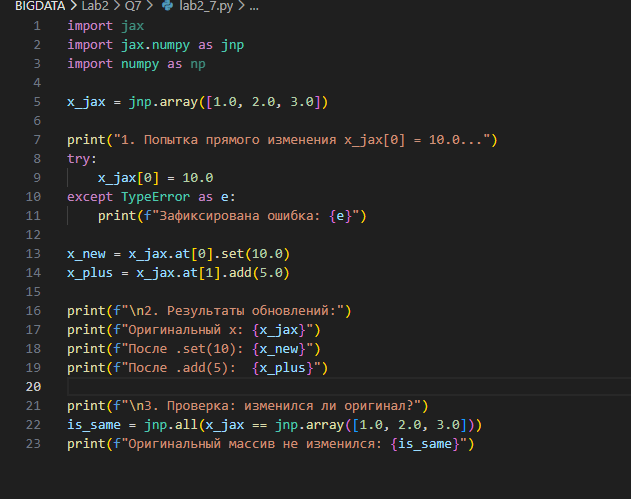 BIGDATA > Lab2 > Q7 > lab2_7.py > ...
1 import jax
2 import jax.numpy as jnp
3 import numpy as np
4
5 x_jax = jnp.array([1.0, 2.0, 3.0])
6
7 print("1. Попытка прямого изменения x_jax[0] = 10.0...")
8 try:
9     x_jax[0] = 10.0
10 except TypeError as e:
11     print(f"Зафиксирована ошибка: {e}")
12
13 x_new = x_jax.at[0].set(10.0)
14 x_plus = x_jax.at[1].add(5.0)
15
16 print(f"\n2. Результаты обновлений:")
17 print(f"Оригинальный x: {x_jax}")
18 print(f"После .set(10): {x_new}")
19 print(f"После .add(5):  {x_plus}")
20
21 print(f"\n3. Проверка: изменился ли оригинал?")
22 is_same = jnp.all(x_jax == jnp.array([1.0, 2.0, 3.0]))
23 print(f"Оригинальный массив не изменился: {is_same}")